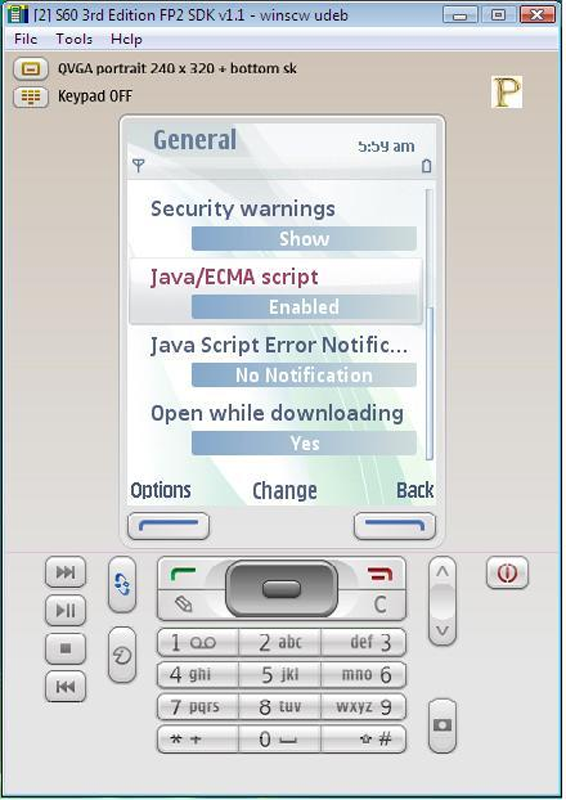 [2] S60 3rd Edition FP2 SDK v1.1 - winscw udeb
File Tools Help
QVGA portrait 240 x 320 + bottom sk
Keypad OFF
P
General
5:59 am
Security warnings
Show
Java/ECMA script
Enabled
Java Script Error Notific...
No Notification
Open while downloading
Yes
Options Change Back
C
1 2 abc def 3
4 ghi 5 jkl mno 6
7 pqrs 8 tuv wxyz 9
* + 0 #